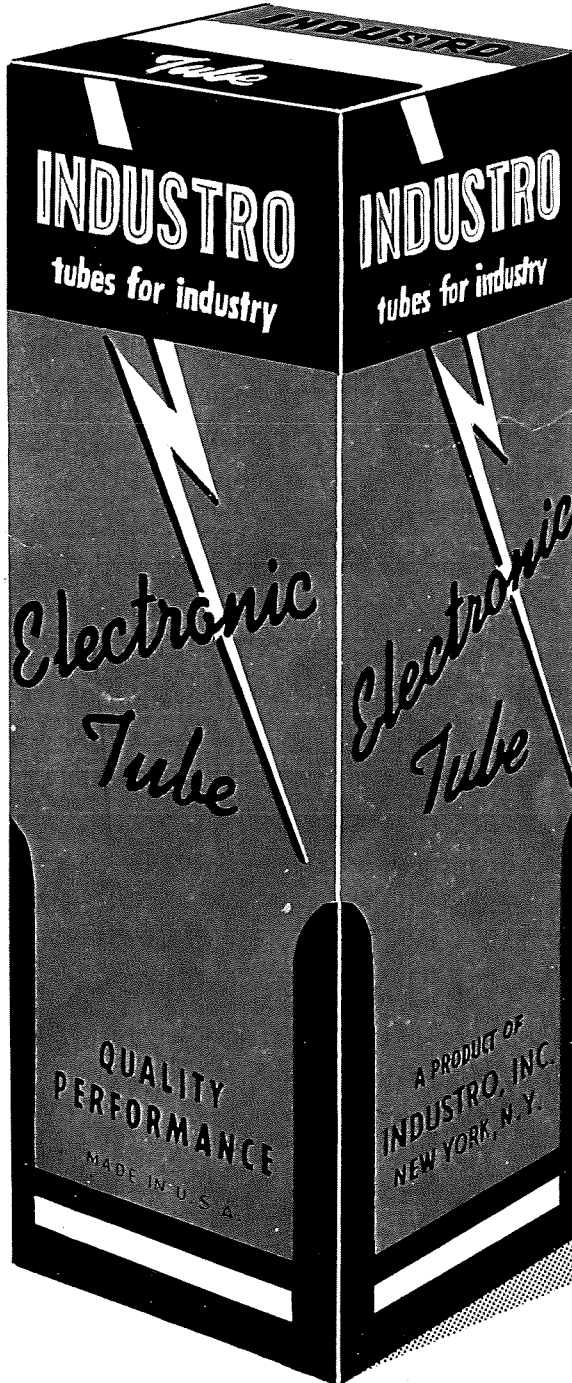 INDUSTRO
Tube
INDUSTRO
tubes for industry
Electronic
Tube
QUALITY
PERFORMANCE
MADE IN U.S.A.
INDUSTRO
tubes for industry
Electronic
Tube
A PRODUCT OF
INDUSTRO, INC.
NEW YORK, N.Y.